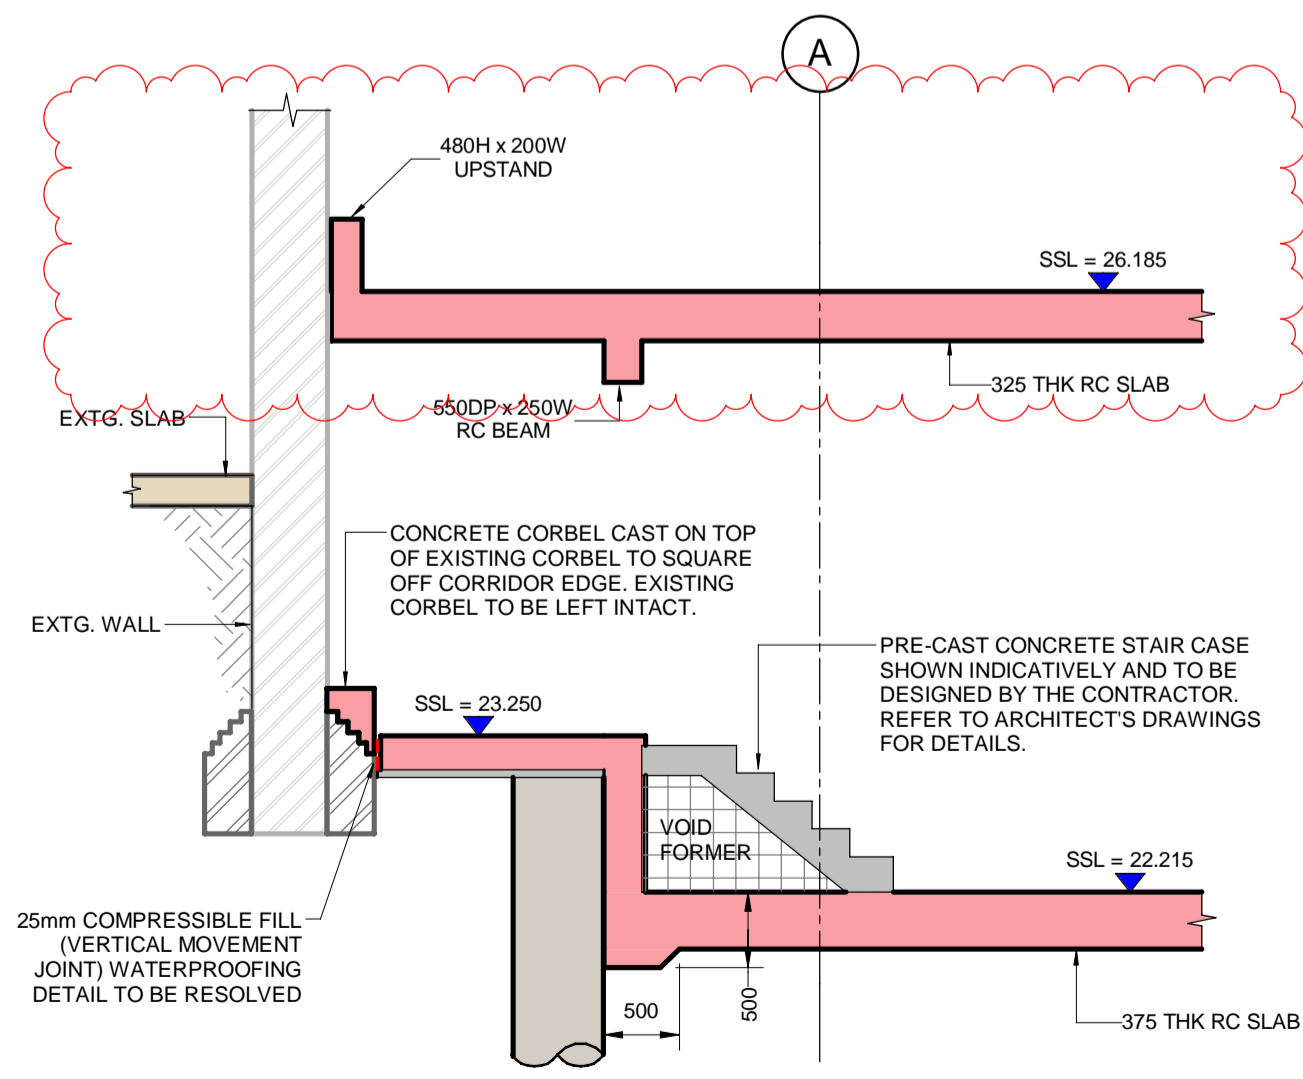 A
480H x 200W
UPSTAND
SSL = 26.185
325 THK RC SLAB
550DP x 250W
RC BEAM
EXTG. SLAB
CONCRETE CORBEL CAST ON TOP
OF EXISTING CORBEL TO SQUARE
OFF CORRIDOR EDGE. EXISTING
CORBEL TO BE LEFT INTACT.
EXTG. WALL
PRE-CAST CONCRETE STAIR CASE
SHOWN INDICATIVELY AND TO BE
DESIGNED BY THE CONTRACTOR.
REFER TO ARCHITECT'S DRAWINGS
FOR DETAILS.
SSL = 23.250
VOID
FORMER
SSL = 22.215
25mm COMPRESSIBLE FILL
(VERTICAL MOVEMENT
JOINT) WATERPROOFING
DETAIL TO BE RESOLVED
500
500
375 THK RC SLAB